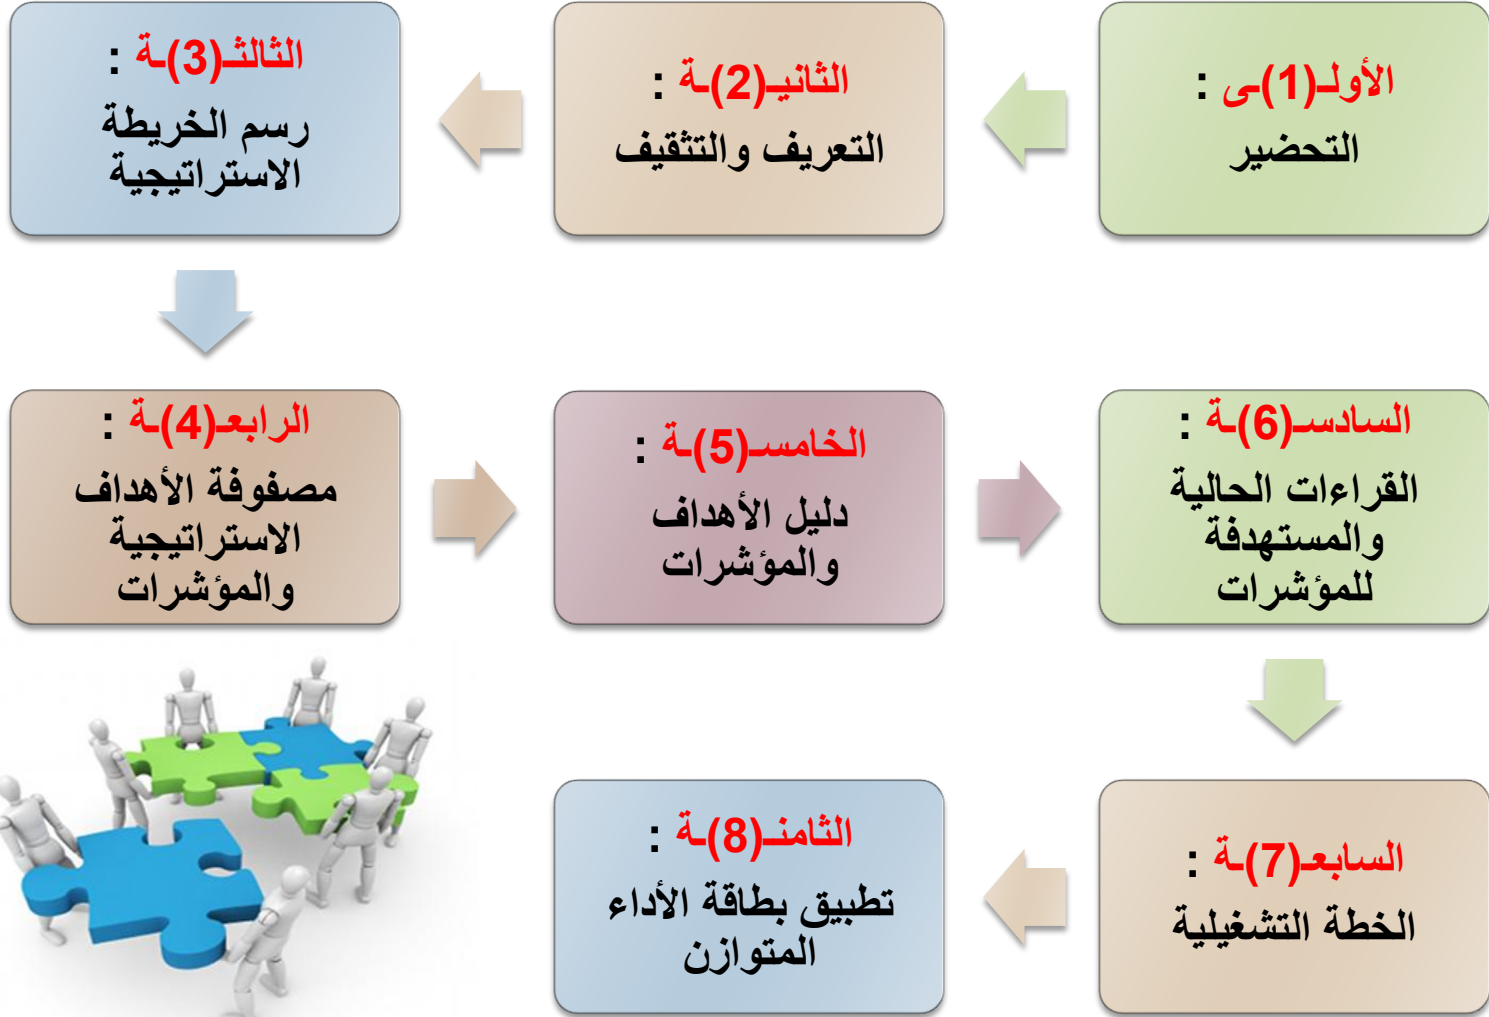 الأولـ(1)ـى :
التحضير
الثانيـ(2)ـة :
التعريف والتثقيف
الثالثـ(3)ـة :
رسم الخريطة
الاستراتيجية
الرابعـ(4)ـة :
مصفوفة الأهداف
الاستراتيجية
والمؤشرات
الخامسـ(5)ـة :
دليل الأهداف
والمؤشرات
السادسـ(6)ـة :
القراءات الحالية
والمستهدفة
للمؤشرات
السابعـ(7)ـة :
الخطة التشغيلية
الثامنـ(8)ـة :
تطبيق بطاقة الأداء
المتوازن